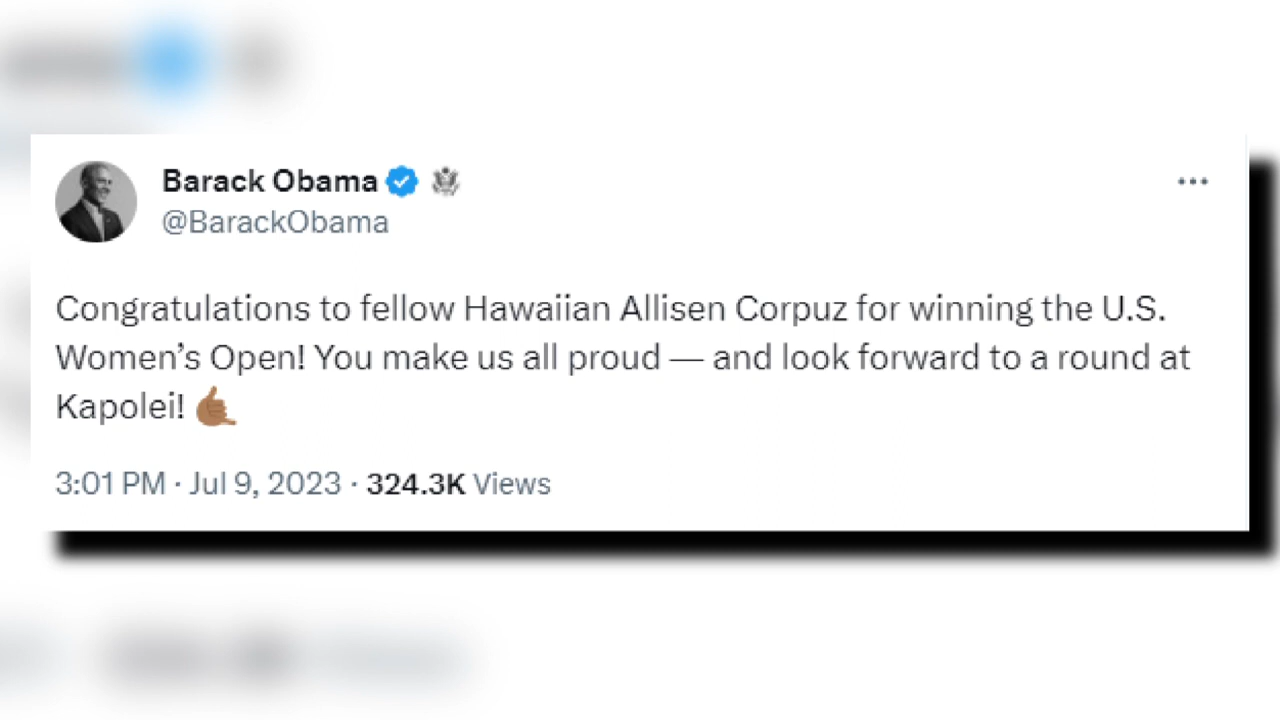 Barack Obama
@BarackObama
Congratulations to fellow Hawaiian Allisen Corpuz for winning the U.S.
Women’s Open! You make us all proud — and look forward to a round at
Kapolei! 🤙🏾
3:01 PM · Jul 9, 2023 · 324.3K Views